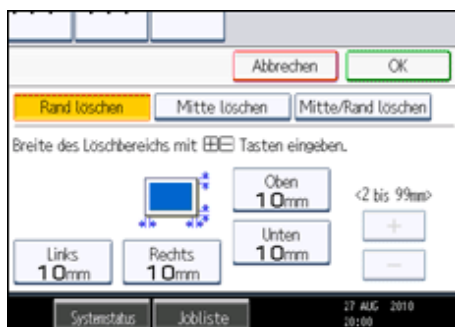 Abbrechen OK
Rand löschen Mitte löschen Mitte/Rand löschen
Breite des Löschbereichs mit ⊞⊟ Tasten eingeben.
Oben
10mm
<2 bis 99mm>
+
Unten
10mm
−
Links
10mm
Rechts
10mm
Systemstatus Jobliste
27 AUG 2010
20:00